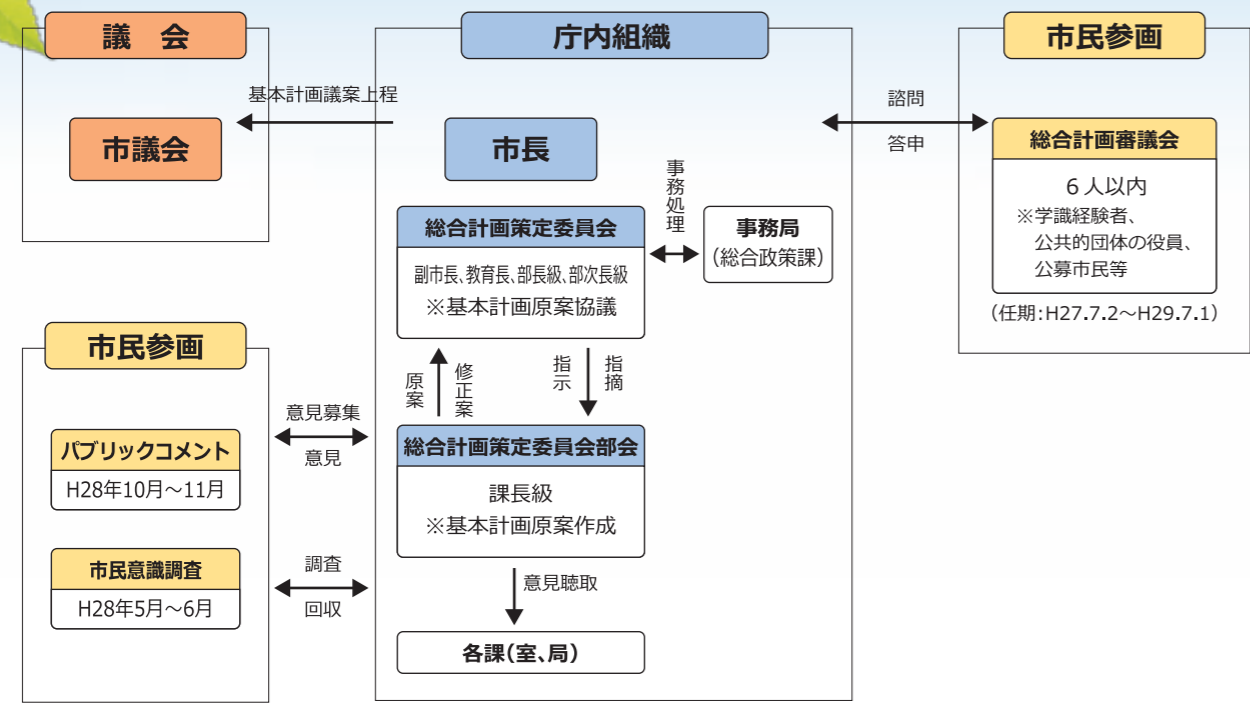 議　会
基本計画議案上程
市議会
市民参画
パブリックコメント
H28年10月～11月
市民意識調査
H28年5月～6月
意見募集
意見
調査
回収
庁内組織
市長
総合計画策定委員会
副市長、教育長、部長級、部次長級
※基本計画原案協議
事務処理
事務局
（総合政策課）
原案
修正案
指示
指摘
総合計画策定委員会部会
課長級
※基本計画原案作成
意見聴取
各課（室、局）
諮問
答申
市民参画
総合計画審議会
６人以内
※学識経験者、
公共的団体の役員、
公募市民等
（任期：H27.7.2～H29.7.1）